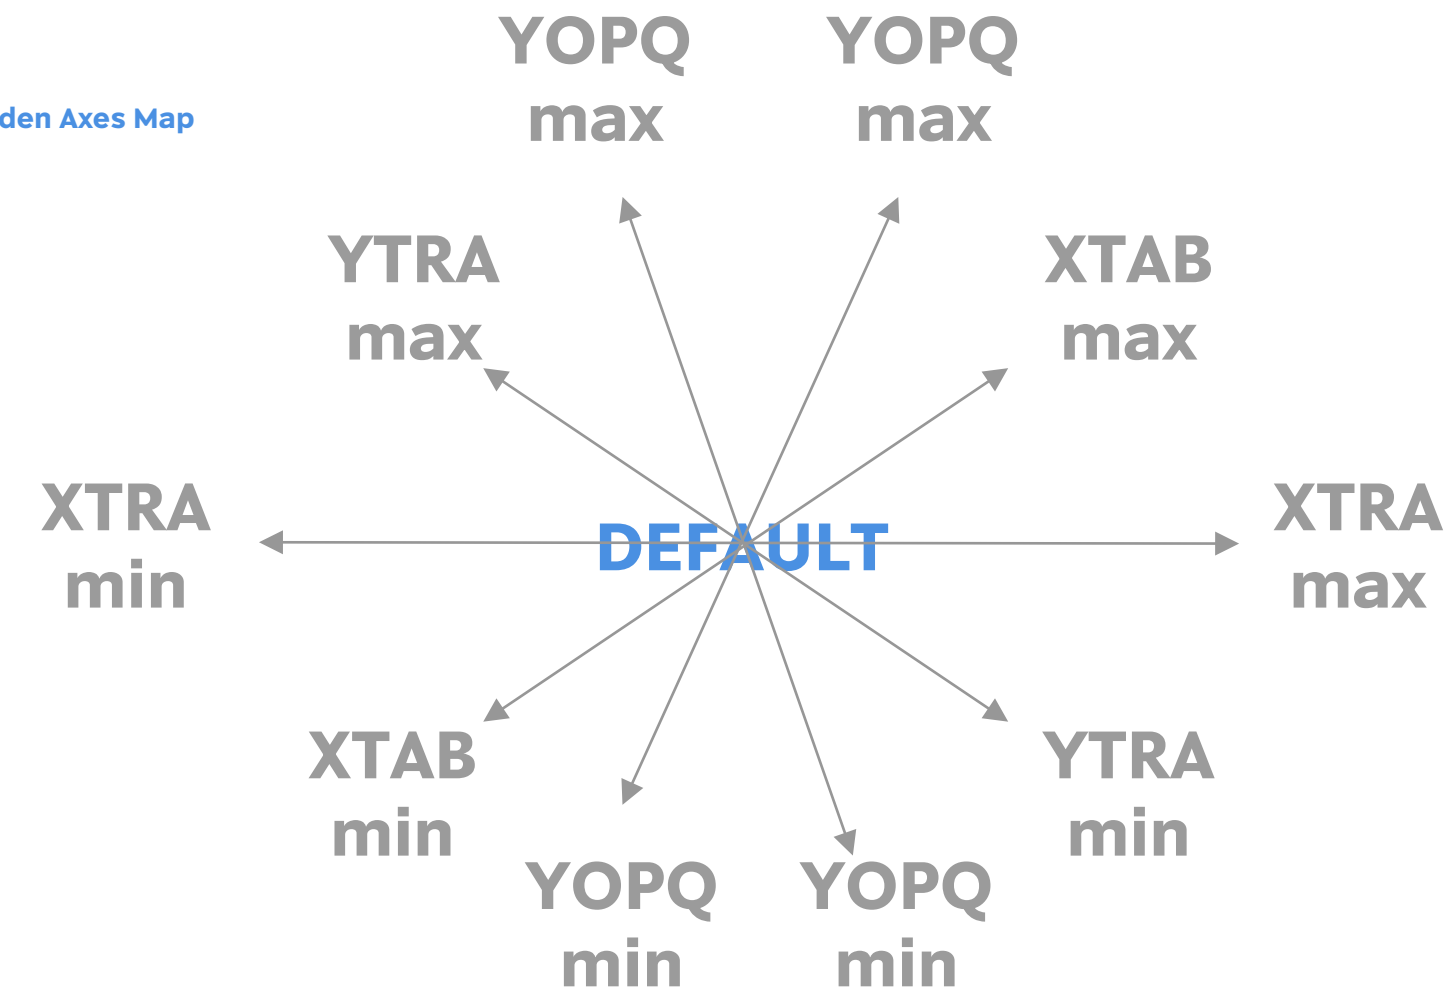 YOPQ
max
YOPQ
max
den Axes Map
YTRA
max
XTAB
max
XTRA
min
DEFAULT
XTRA
max
XTAB
min
YTRA
min
YOPQ
min
YOPQ
min